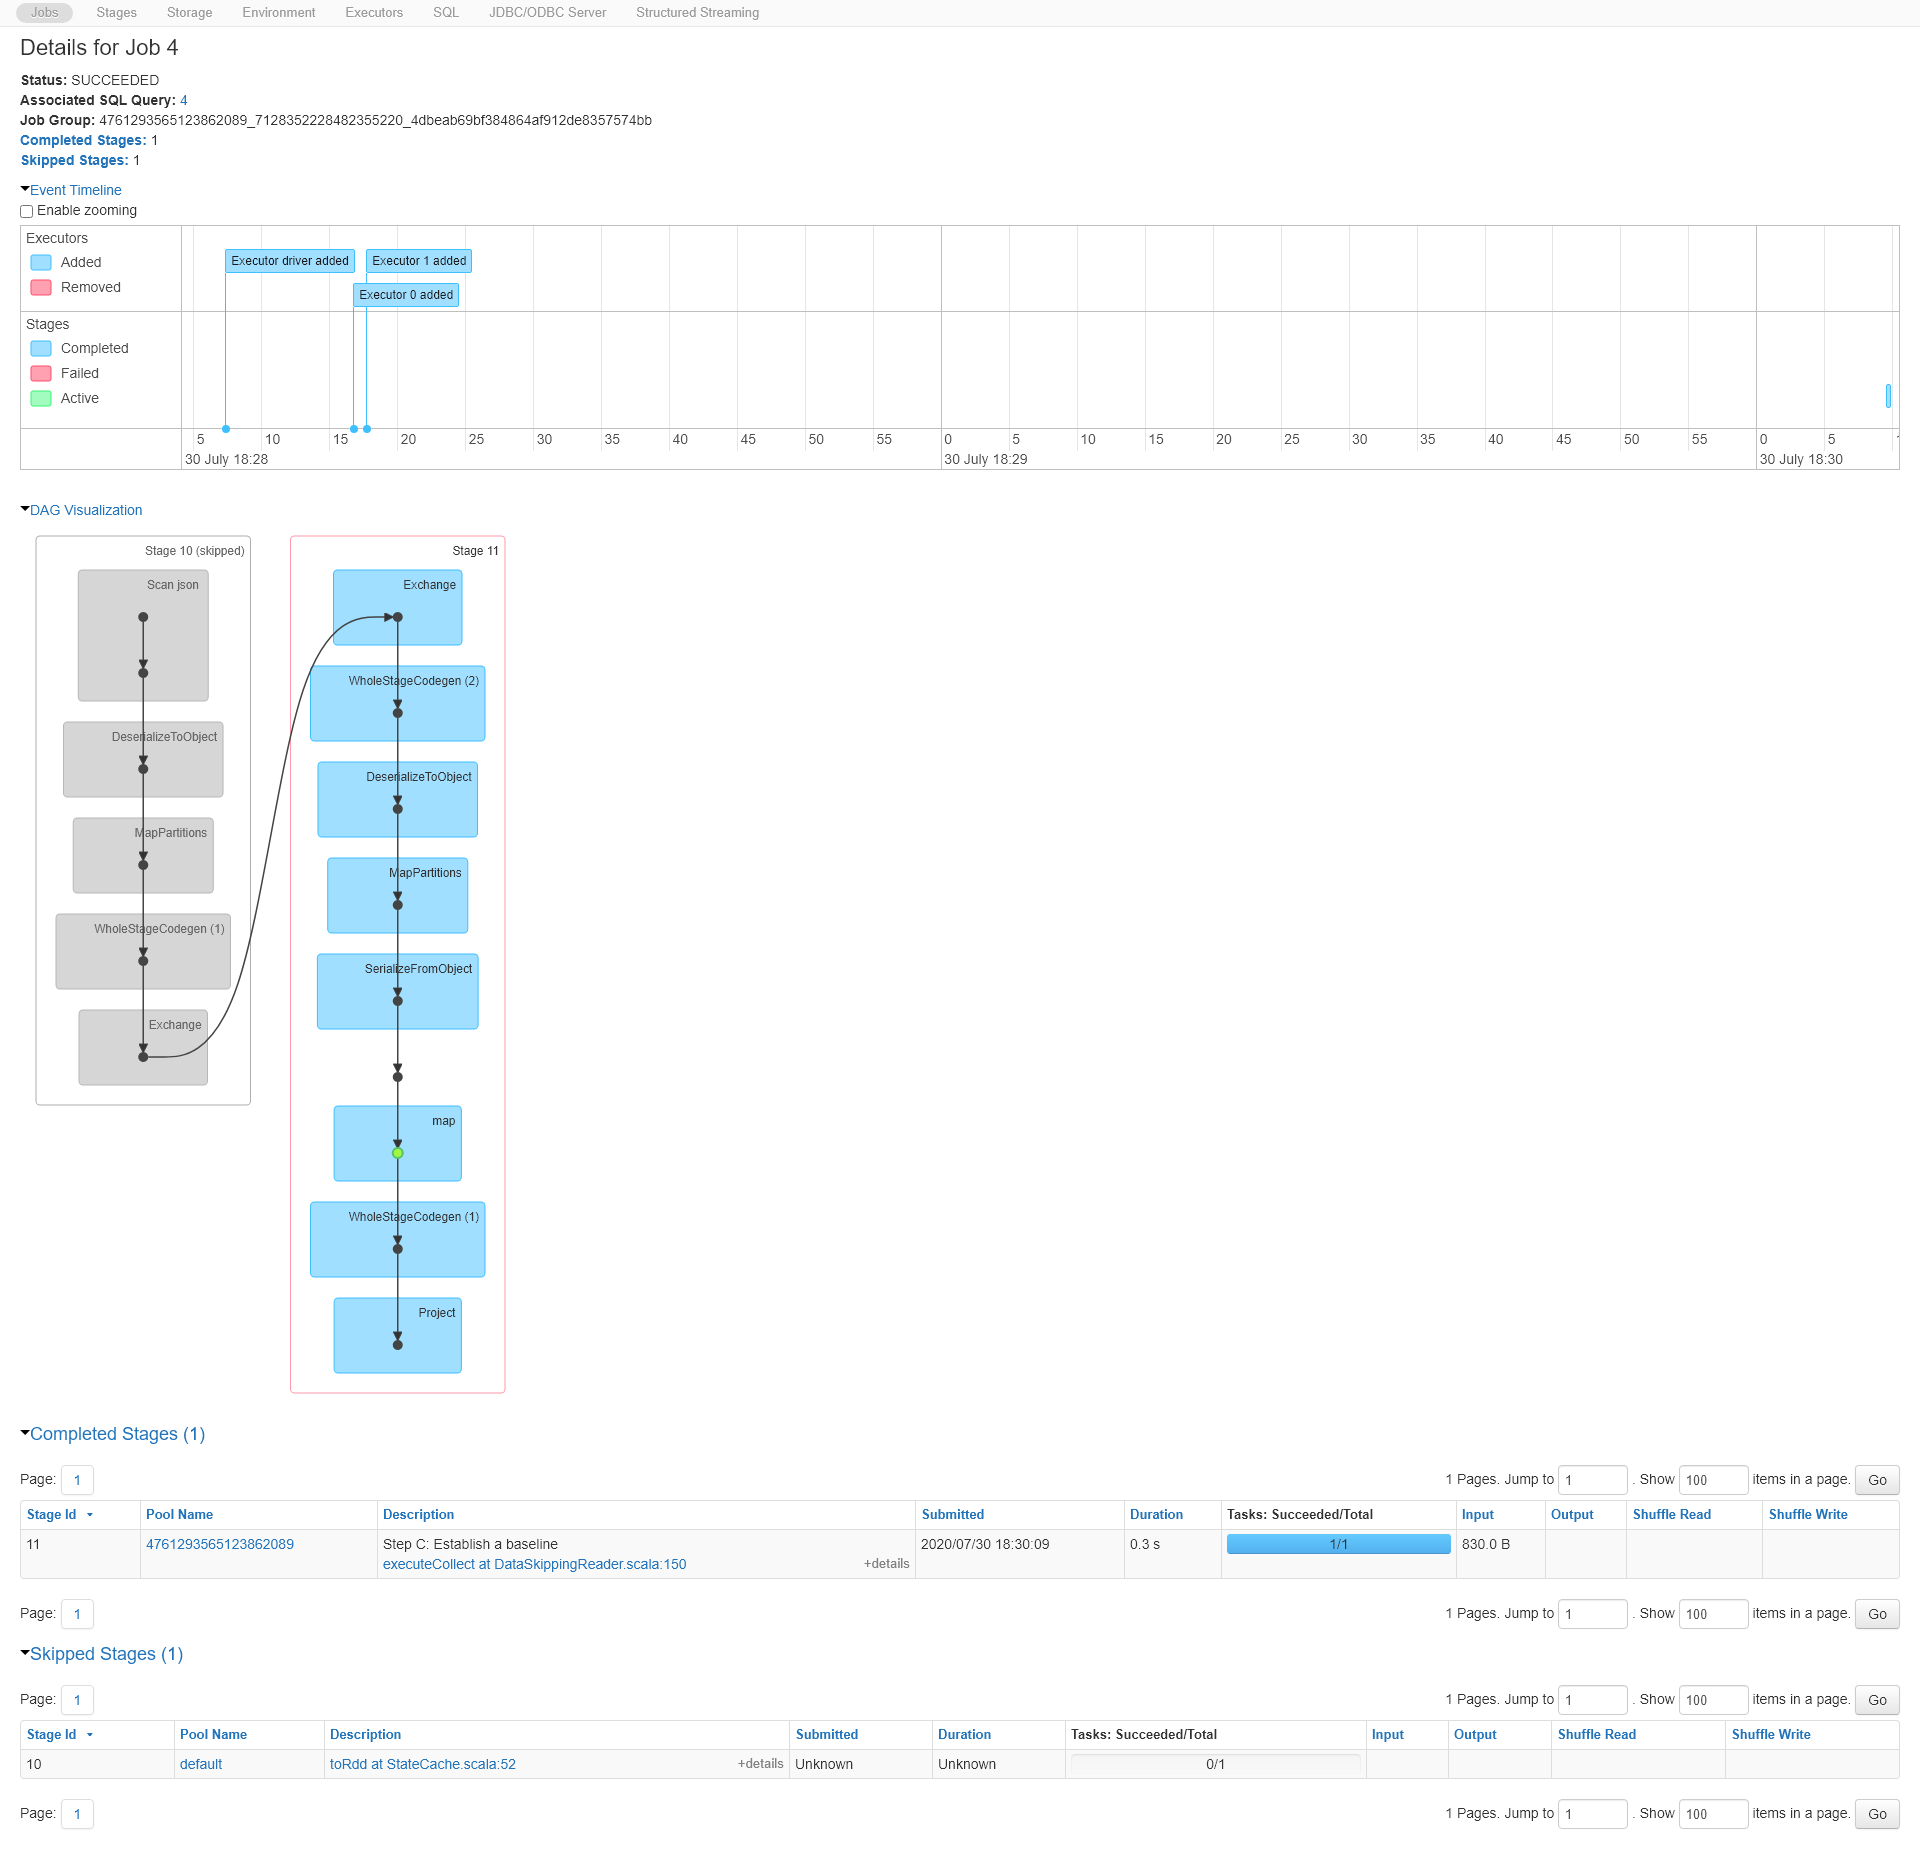 Jobs Stages Storage Environment Executors SQL JDBC/ODBC Server Structured Streaming
Details for Job 4
Status: SUCCEEDED
Associated SQL Query: 4
Job Group: 4761293565123862089_7128352228482355220_4dbeab69bf384864af912de8357574bb
Completed Stages: 1
Skipped Stages: 1
Event Timeline
Enable zooming
Executors
Added
Removed
Executor driver added Executor 1 added
Executor 0 added
Stages
Completed
Failed
Active
5 10 15 20 25 30 35 40 45 50 55 0 5 10 15 20 25 30 35 40 45 50 55 0 5
30 July 18:28 30 July 18:29 30 July 18:30
DAG Visualization
Stage 10 (skipped)
Scan json
DeserializeToObject
MapPartitions
WholeStageCodegen (1)
Exchange
Stage 11
Exchange
WholeStageCodegen (2)
DeserializeToObject
MapPartitions
SerializeFromObject
map
WholeStageCodegen (1)
Project
Completed Stages (1)
Page: 1 1 Pages. Jump to 1 . Show 100 items in a page. Go
Stage Id Pool Name Description Submitted Duration Tasks: Succeeded/Total Input Output Shuffle Read Shuffle Write
11 4761293565123862089 Step C: Establish a baseline 2020/07/30 18:30:09 0.3 s 1/1 830.0 B
executeCollect at DataSkippingReader.scala:150 +details
Page: 1 1 Pages. Jump to 1 . Show 100 items in a page. Go
Skipped Stages (1)
Page: 1 1 Pages. Jump to 1 . Show 100 items in a page. Go
Stage Id Pool Name Description Submitted Duration Tasks: Succeeded/Total Input Output Shuffle Read Shuffle Write
10 default toRdd at StateCache.scala:52 +details Unknown Unknown 0/1
Page: 1 1 Pages. Jump to 1 . Show 100 items in a page. Go